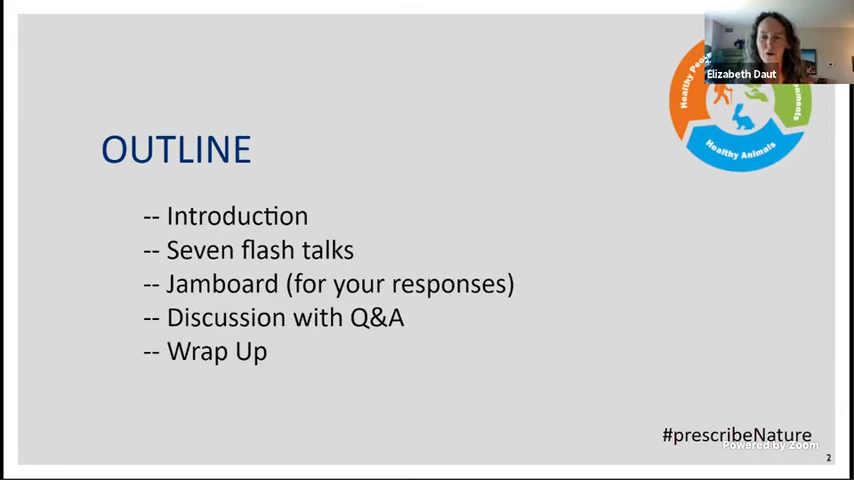 Elizabeth Daut
Healthy
Healthy Animals
OUTLINE
-- Introduction
-- Seven flash talks
-- Jamboard (for your responses)
-- Discussion with Q&A
-- Wrap Up
#prescribeNature
Powered by Zoom
2